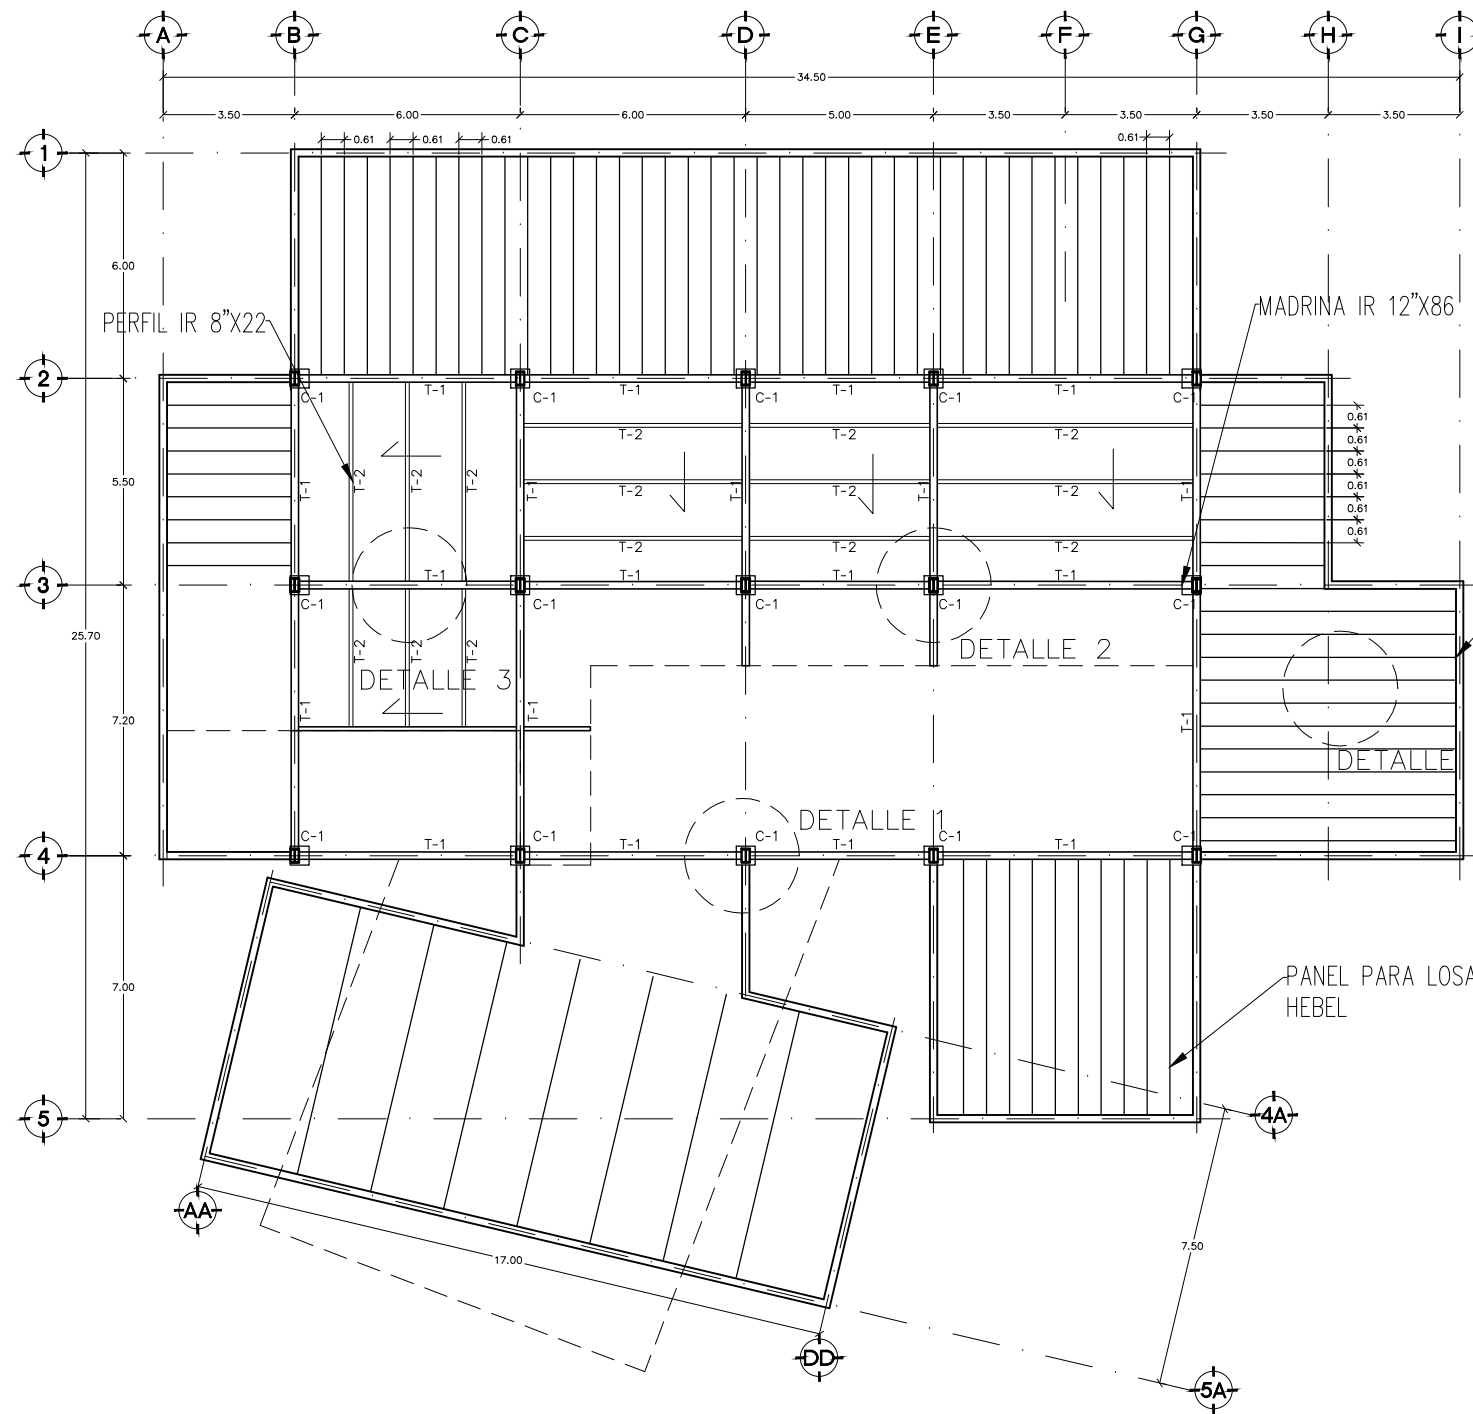 A B C D E F G H I
34.50
3.50 6.00 6.00 5.00 3.50 3.50 3.50 3.50
0.61 0.61 0.61 0.61
1
6.00
PERFIL IR 8"X22
MADRINA IR 12"X86
2
T-1 T-1 T-1 T-1
C-1 C-1 C-1 C-1 C-1
0.61
T-2 T-2 T-2
0.61
0.61
5.50
T-1 T-2 T-2 T-2 T-1 T-2 T-1 T-2 T-1 T-2 T-1
0.61
0.61
0.61
T-2 T-2 T-2
T-1 T-1 T-1 T-1 T-1
3
C-1 C-1 C-1 C-1 C-1
25.70
T-2 T-2 T-2
DETALLE 2
DETALLE 3
7.20
T-1 T-1 T-1
DETALLE
DETALLE 1
C-1 C-1 C-1 C-1 C-1
T-1 T-1 T-1 T-1
4
PANEL PARA LOSA
HEBEL
7.00
5
4A
AA
7.50
17.00
DD
5A